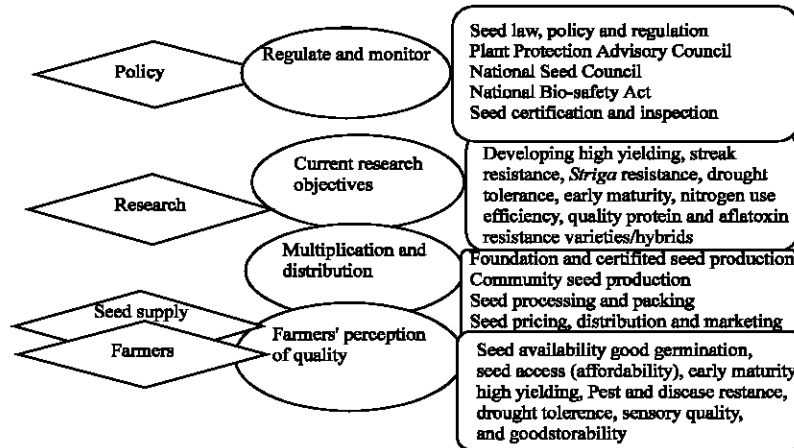 Policy
Regulate and monitor
Seed law, policy and regulation
Plant Protection Advisory Council
National Seed Council
National Bio-safety Act
Seed certification and inspection
Research
Current research
objectives
Developing high yielding, streak
resistance, Striga resistance, drought
tolerance, early maturity, nitrogen use
efficiency, quality protein and aflatoxin
resistance varieties/hybrids
Seed supply
Multiplication and
distribution
Foundation and certifited seed production
Community seed production
Seed processing and packing
Seed pricing, distribution and marketing
Farmers
Farmers' perception
of quality
Seed availability good germination,
seed access (affordability), early maturity
high yielding, Pest and disease restance,
drought tolerence, sensory quality,
and goodstorability